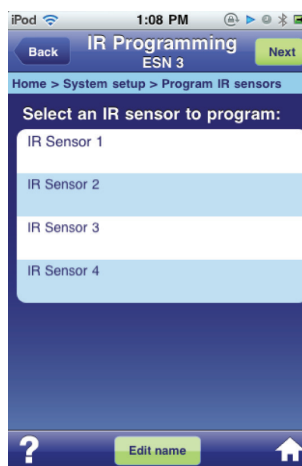 iPod 1:08 PM
Back IR Programming Next
ESN 3
Home > System setup > Program IR sensors
Select an IR sensor to program:
IR Sensor 1
IR Sensor 2
IR Sensor 3
IR Sensor 4
? Edit name